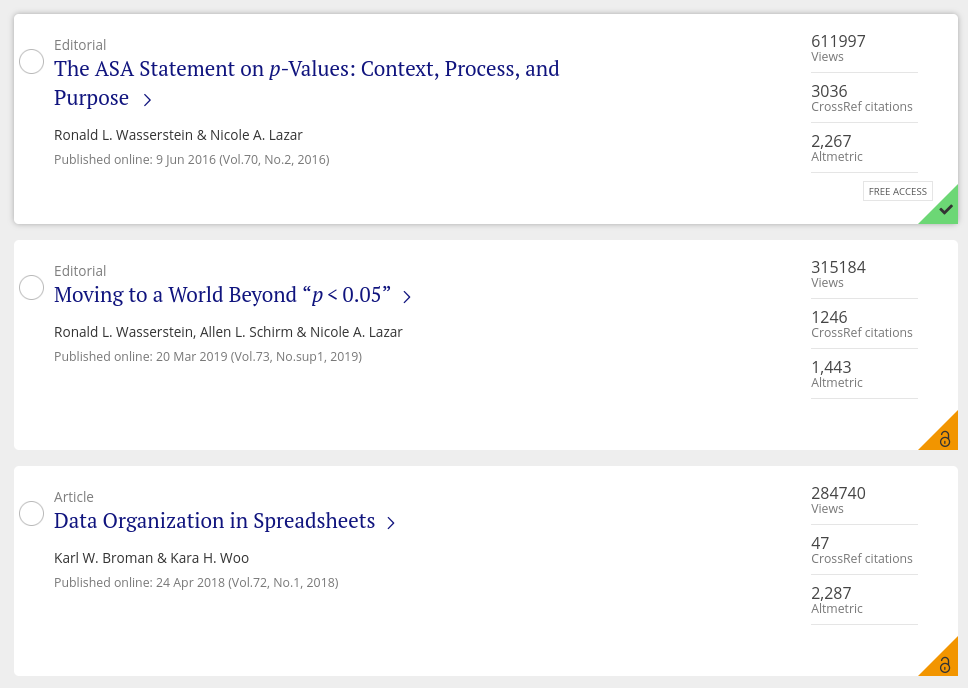 Editorial
The ASA Statement on p-Values: Context, Process, and
Purpose
Ronald L. Wasserstein & Nicole A. Lazar
Published online: 9 Jun 2016 (Vol.70, No.2, 2016)
611997
Views
3036
CrossRef citations
2,267
Altmetric
FREE ACCESS
Editorial
Moving to a World Beyond “p < 0.05”
Ronald L. Wasserstein, Allen L. Schirm & Nicole A. Lazar
Published online: 20 Mar 2019 (Vol.73, No.sup1, 2019)
315184
Views
1246
CrossRef citations
1,443
Altmetric
Article
Data Organization in Spreadsheets
Karl W. Broman & Kara H. Woo
Published online: 24 Apr 2018 (Vol.72, No.1, 2018)
284740
Views
47
CrossRef citations
2,287
Altmetric